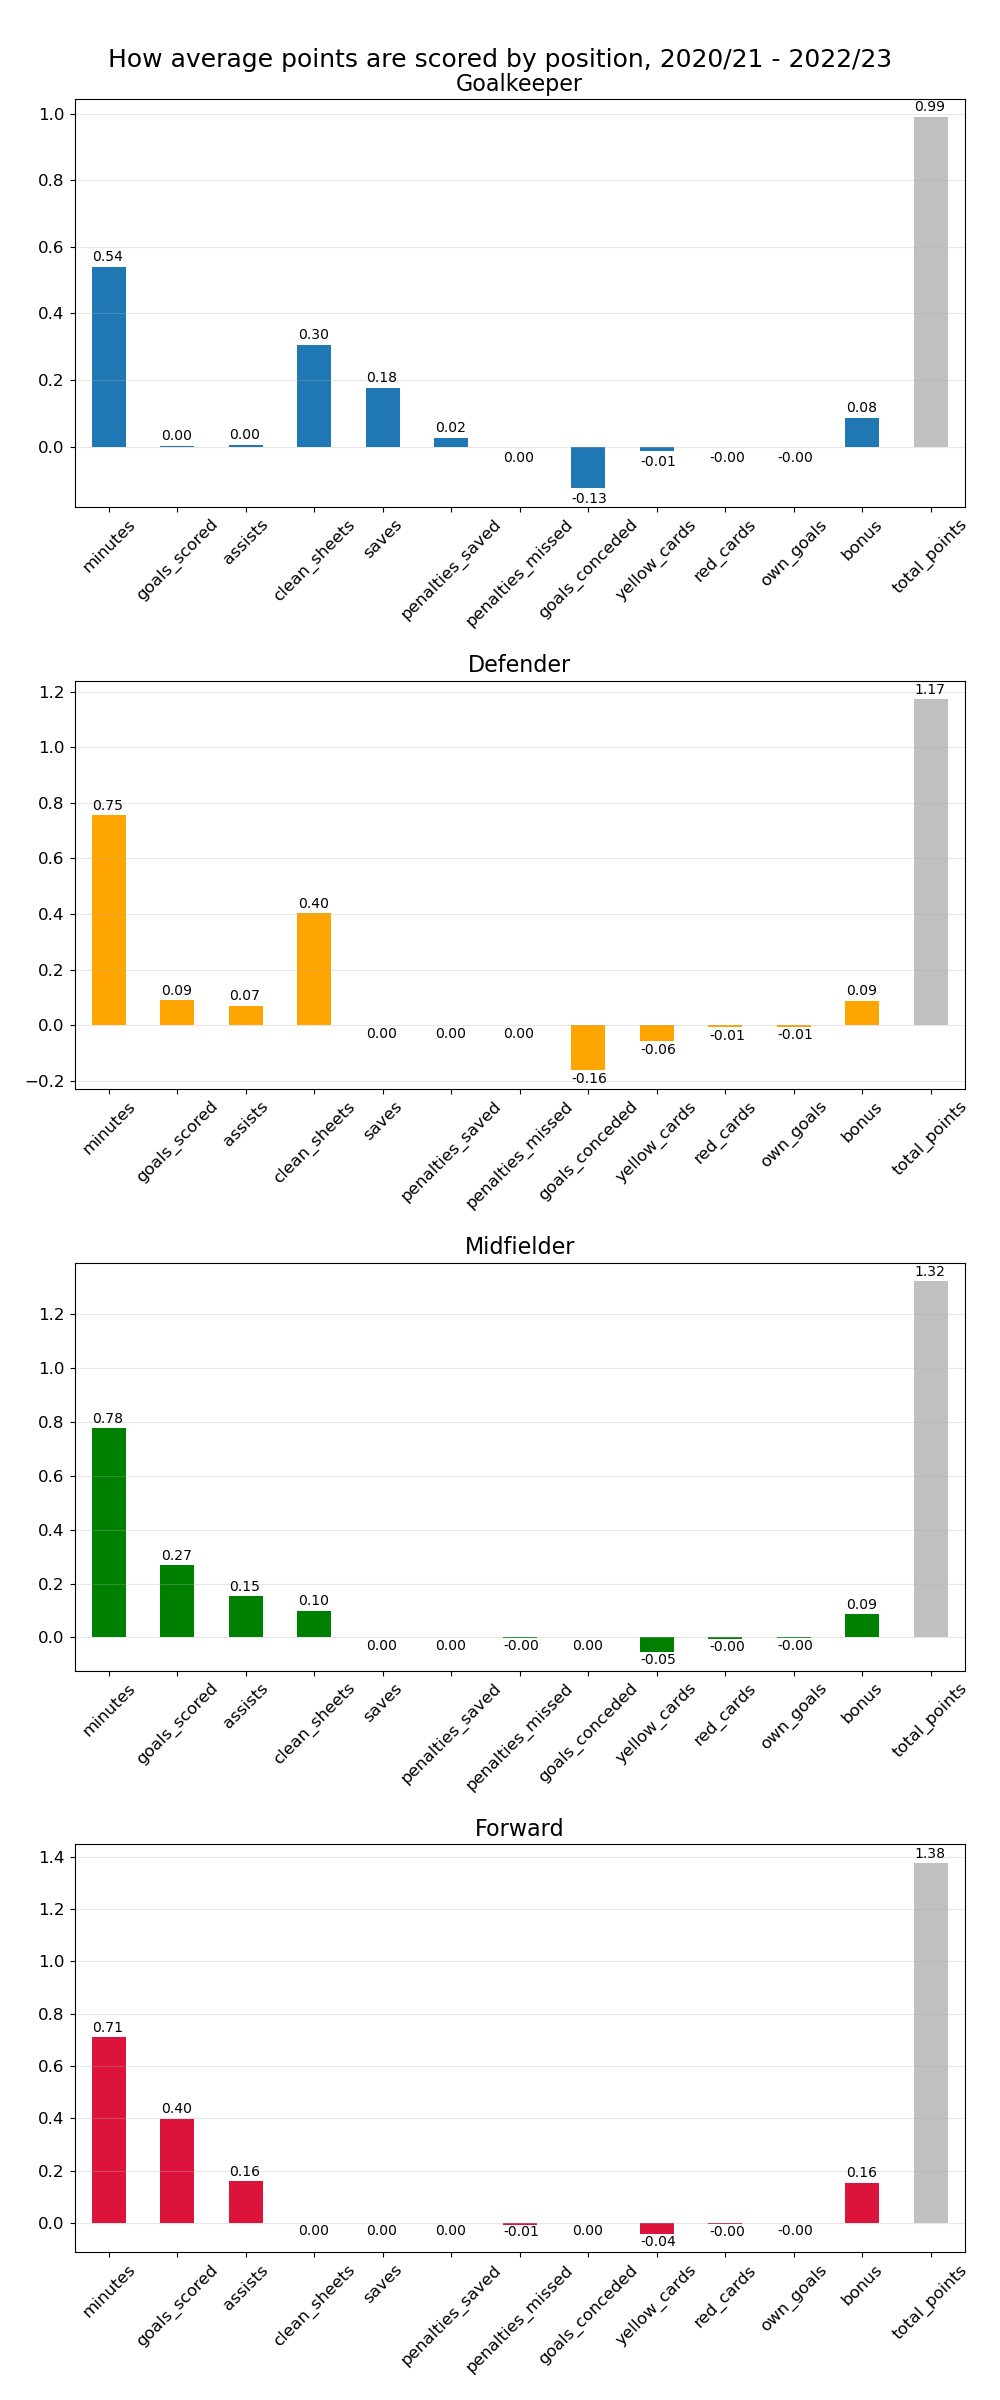 How average points are scored by position, 2020/21 - 2022/23
Goalkeeper
1.0
0.8
0.6
0.4
0.2
0.0
0.54
0.00
0.00
0.30
0.18
0.02
0.00
-0.13
-0.01
-0.00
-0.00
0.08
0.99
minutes
goals_scored
assists
clean_sheets
saves
penalties_saved
penalties_missed
goals_conceded
yellow_cards
red_cards
own_goals
bonus
total_points
Defender
1.2
1.0
0.8
0.6
0.4
0.2
0.0
−0.2
0.75
0.09
0.07
0.40
0.00
0.00
0.00
-0.16
-0.06
-0.01
-0.01
0.09
1.17
minutes
goals_scored
assists
clean_sheets
saves
penalties_saved
penalties_missed
goals_conceded
yellow_cards
red_cards
own_goals
bonus
total_points
Midfielder
1.2
1.0
0.8
0.6
0.4
0.2
0.0
0.78
0.27
0.15
0.10
0.00
0.00
-0.00
0.00
-0.05
-0.00
-0.00
0.09
1.32
minutes
goals_scored
assists
clean_sheets
saves
penalties_saved
penalties_missed
goals_conceded
yellow_cards
red_cards
own_goals
bonus
total_points
Forward
1.4
1.2
1.0
0.8
0.6
0.4
0.2
0.0
0.71
0.40
0.16
0.00
0.00
0.00
-0.01
0.00
-0.04
-0.00
-0.00
0.16
1.38
minutes
goals_scored
assists
clean_sheets
saves
penalties_saved
penalties_missed
goals_conceded
yellow_cards
red_cards
own_goals
bonus
total_points